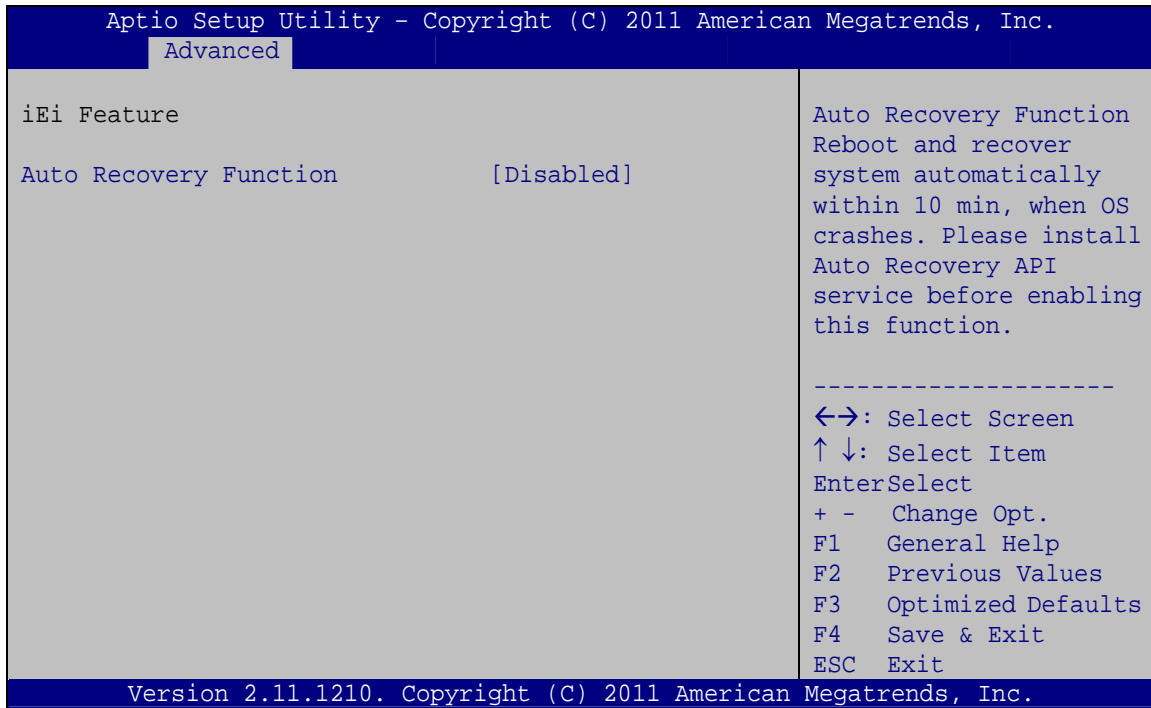 Aptio Setup Utility – Copyright (C) 2011 American Megatrends, Inc.
Advanced
iEi Feature
Auto Recovery Function [Disabled]
Auto Recovery Function
Reboot and recover
system automatically
within 10 min, when OS
crashes. Please install
Auto Recovery API
service before enabling
this function.
---------------------
←→: Select Screen
↑ ↓: Select Item
EnterSelect
+ - Change Opt.
F1 General Help
F2 Previous Values
F3 Optimized Defaults
F4 Save & Exit
ESC Exit
Version 2.11.1210. Copyright (C) 2011 American Megatrends, Inc.